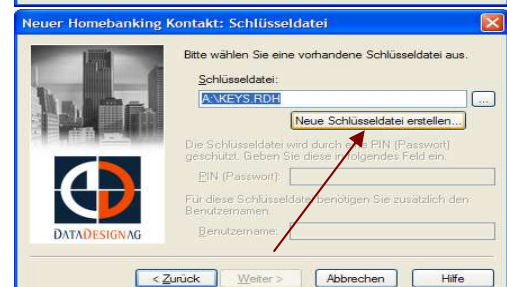 Neuer Homebanking Kontakt: Schlüsseldatei
Bitte wählen Sie eine vorhandene Schlüsseldatei aus.
Schlüsseldatei:
A:\KEYS.RDH
...
Neue Schlüsseldatei erstellen...
Die Schlüsseldatei wird durch eine PIN (Passwort)
geschützt. Geben Sie diese in folgendes Feld ein.
PIN (Passwort):
Für diese Schlüsseldatei benötigen Sie zusätzlich den
Benutzernamen.
Benutzername:
DATADESIGNAG
< Zurück
Weiter >
Abbrechen
Hilfe